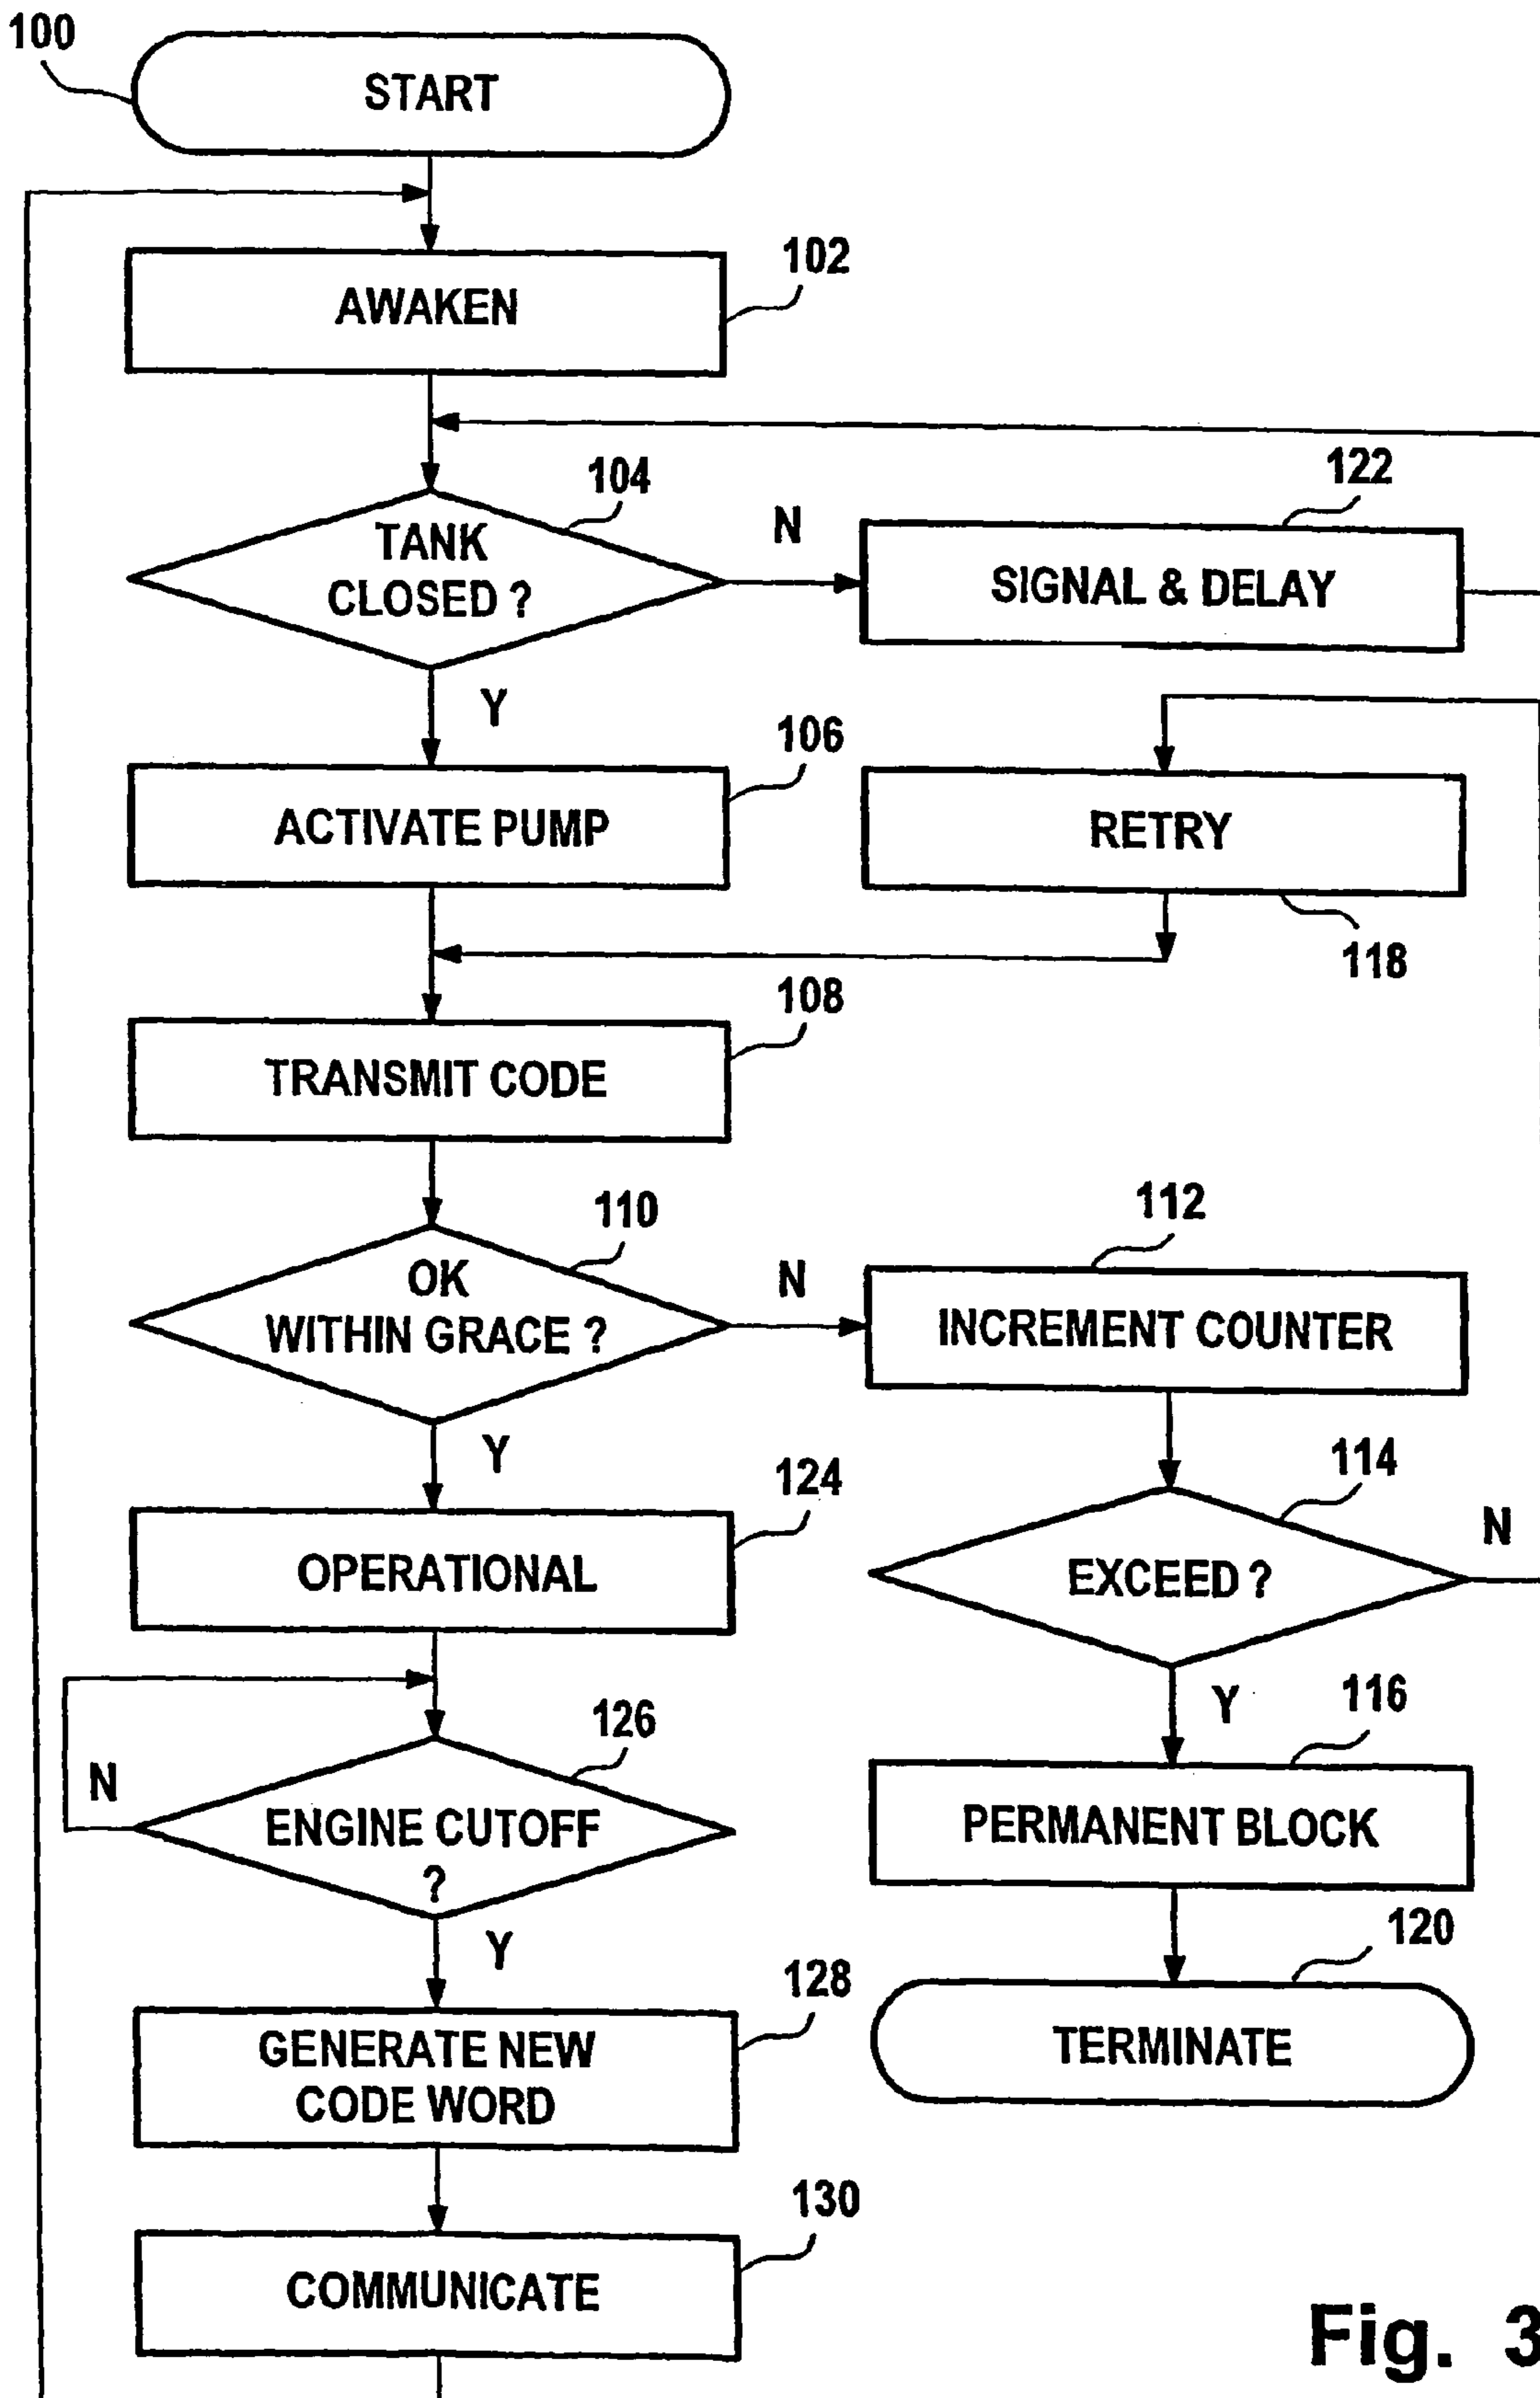 100
START
102
AWAKEN
104
TANK
CLOSED ?
N
122
SIGNAL & DELAY
Y
106
ACTIVATE PUMP
RETRY
118
108
TRANSMIT CODE
110
OK
WITHIN GRACE ?
N
112
INCREMENT COUNTER
Y
114
EXCEED ?
N
124
OPERATIONAL
Y
116
PERMANENT BLOCK
126
N
ENGINE CUTOFF
?
Y
120
TERMINATE
128
GENERATE NEW
CODE WORD
130
COMMUNICATE
Fig. 3